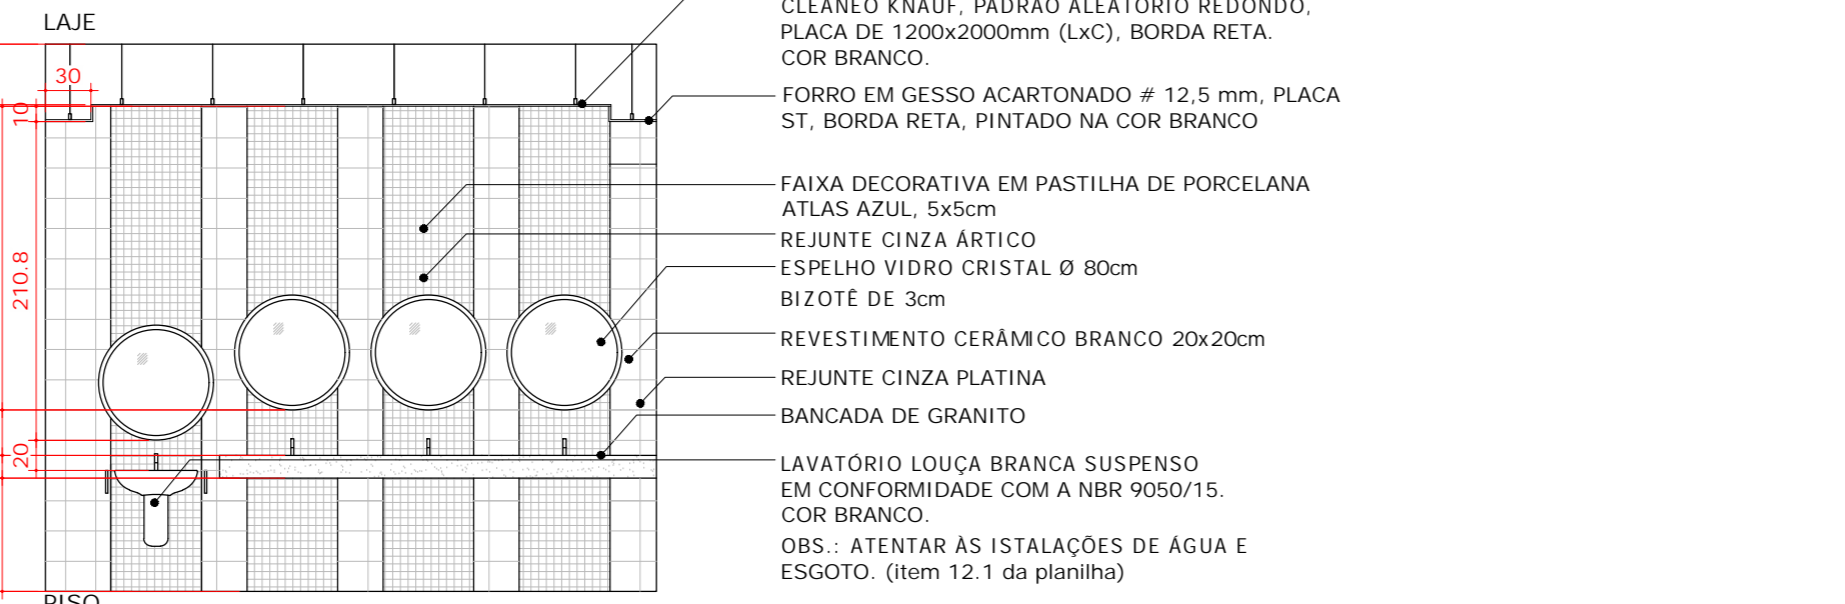 LAJE
30
10
210.8
20
PISO
CLEANEO KNAUF, PADRÃO ALEATÓRIO REDONDO,
PLACA DE 1200x2000mm (LxC), BORDA RETA.
COR BRANCO.
FORRO EM GESSO ACARTONADO # 12,5 mm, PLACA
ST, BORDA RETA, PINTADO NA COR BRANCO
FAIXA DECORATIVA EM PASTILHA DE PORCELANA
ATLAS AZUL, 5x5cm
REJUNTE CINZA ÁRTICO
ESPELHO VIDRO CRISTAL Ø 80cm
BIZOTÊ DE 3cm
REVESTIMENTO CERÂMICO BRANCO 20x20cm
REJUNTE CINZA PLATINA
BANCADA DE GRANITO
LAVATÓRIO LOUÇA BRANCA SUSPENSO
EM CONFORMIDADE COM A NBR 9050/15.
COR BRANCO.
OBS.: ATENTAR ÀS ISTALAÇÕES DE ÁGUA E
ESGOTO. (item 12.1 da planilha)